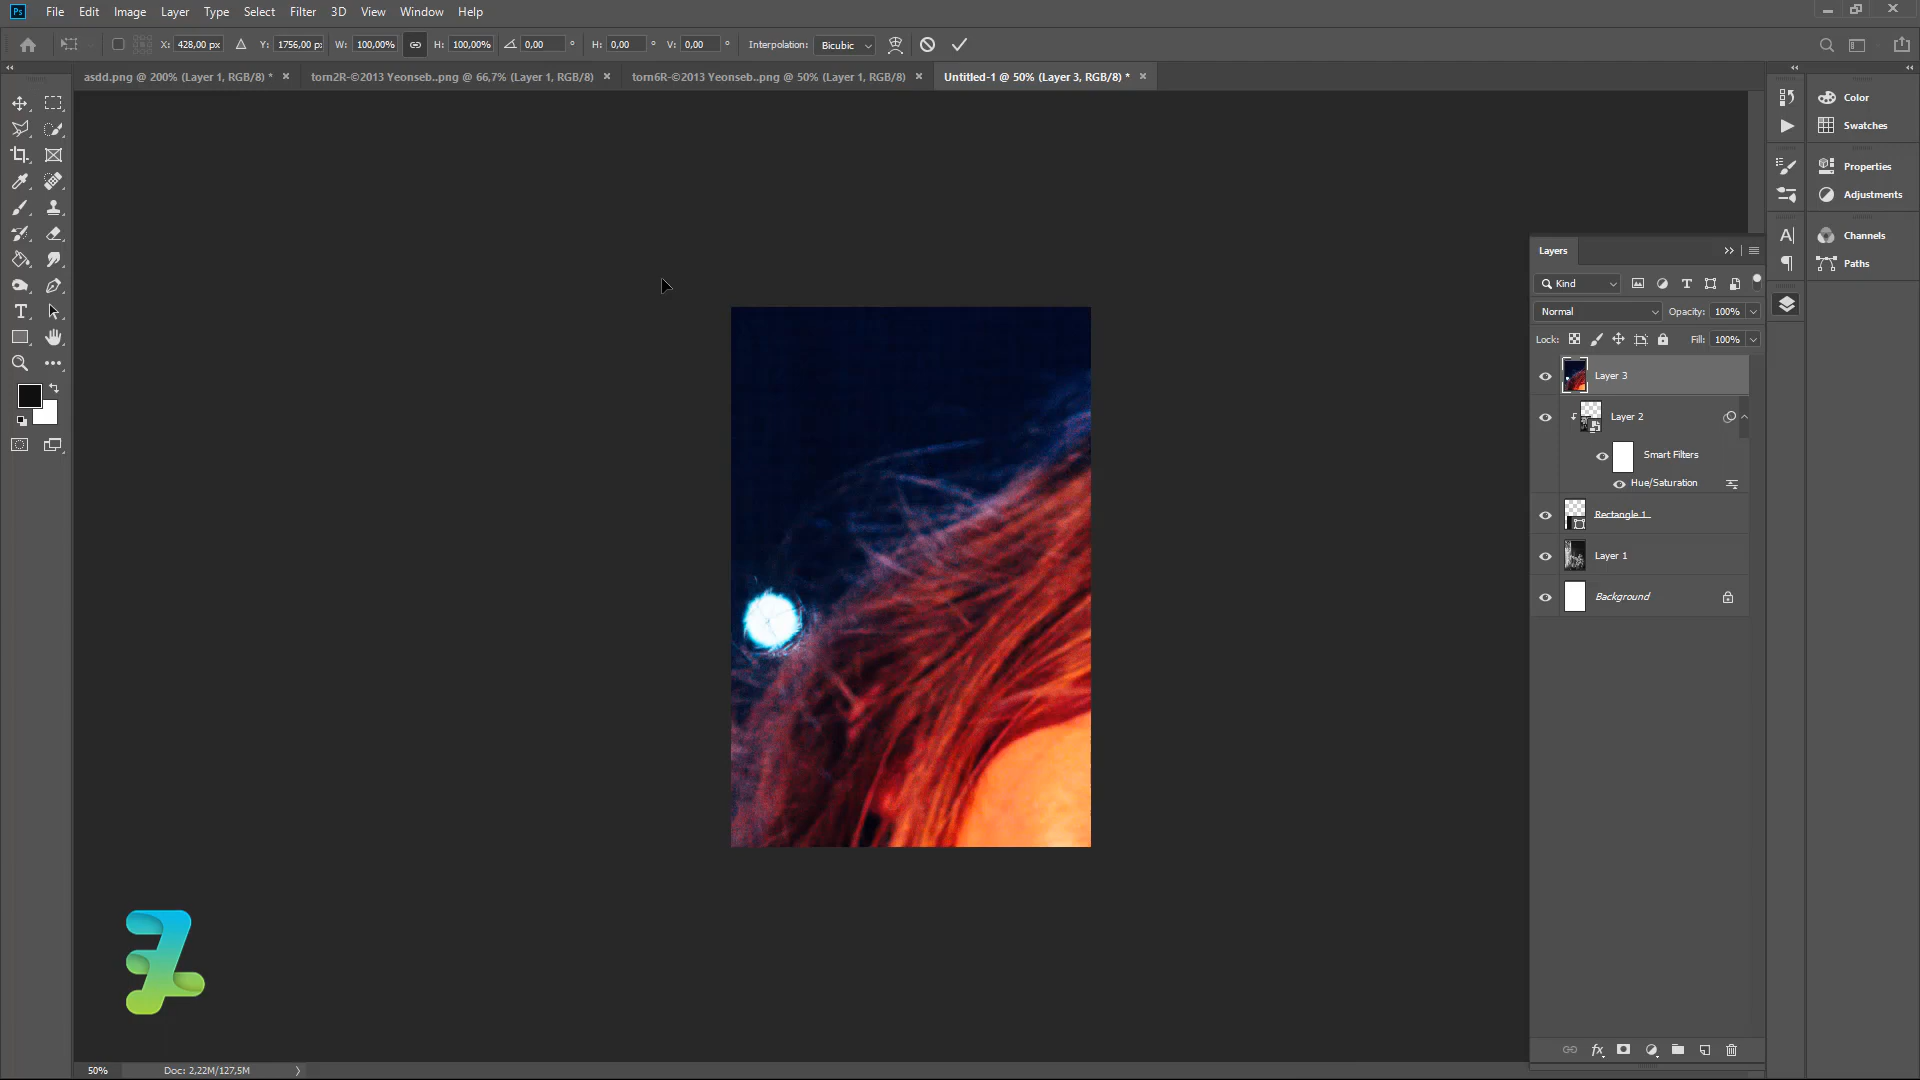 Ps File Edit Image Layer Type Select Filter 3D View Window Help
X: 428,00 px Y: 1756,00 px W: 100,00% H: 100,00% 0,00 ° H: 0,00 ° V: 0,00 ° Interpolation: Bicubic
asdd.png @ 200% (Layer 1, RGB/8) * × torn2R-©2013 Yeonseb..png @ 66,7% (Layer 1, RGB/8) × torn6R-©2013 Yeonseb..png @ 50% (Layer 1, RGB/8) × Untitled-1 @ 50% (Layer 3, RGB/8) * ×
Color
Swatches
Properties
Adjustments
Channels
Paths
Layers
Kind
Normal Opacity: 100%
Lock: Fill: 100%
Layer 3
Layer 2
Smart Filters
Hue/Saturation
Rectangle 1
Layer 1
Background
50% Doc: 2,22M/127,5M